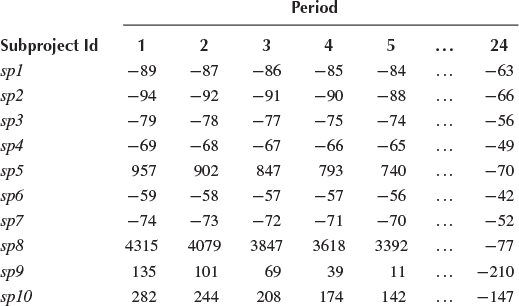 Period
Subproject Id 1 2 3 4 5 ... 24
sp1 −89 −87 −86 −85 −84 ... −63
sp2 −94 −92 −91 −90 −88 ... −66
sp3 −79 −78 −77 −75 −74 ... −56
sp4 −69 −68 −67 −66 −65 ... −49
sp5 957 902 847 793 740 ... −70
sp6 −59 −58 −57 −57 −56 ... −42
sp7 −74 −73 −72 −71 −70 ... −52
sp8 4315 4079 3847 3618 3392 ... −77
sp9 135 101 69 39 11 ... −210
sp10 282 244 208 174 142 ... −147